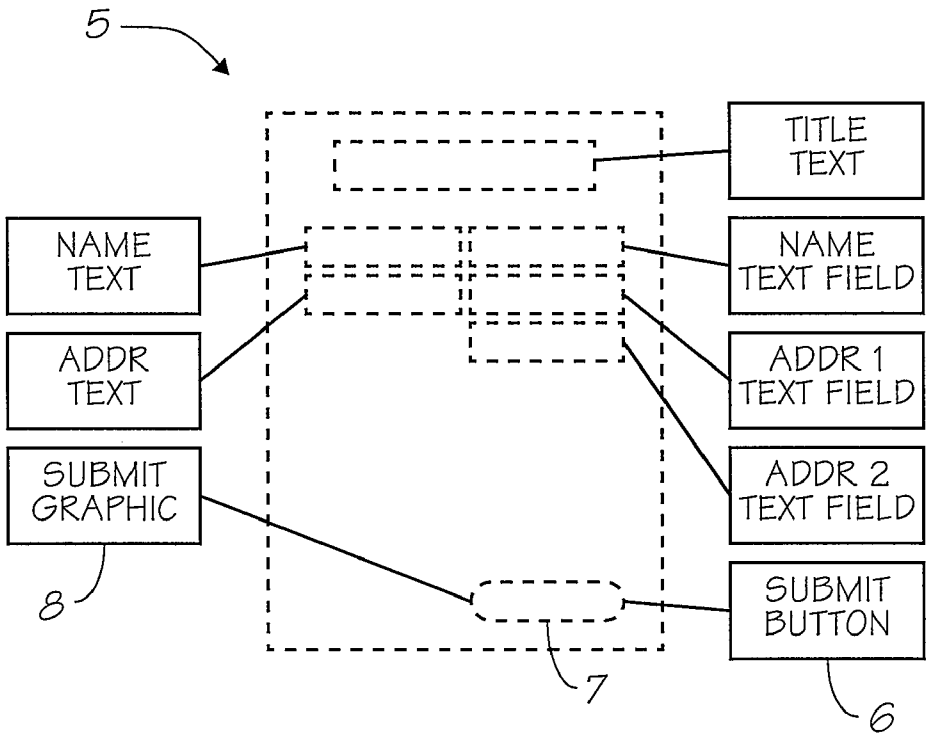 5
TITLE
TEXT
NAME
TEXT
NAME
TEXT FIELD
ADDR
TEXT
ADDR 1
TEXT FIELD
SUBMIT
GRAPHIC
ADDR 2
TEXT FIELD
SUBMIT
BUTTON
8
7
6